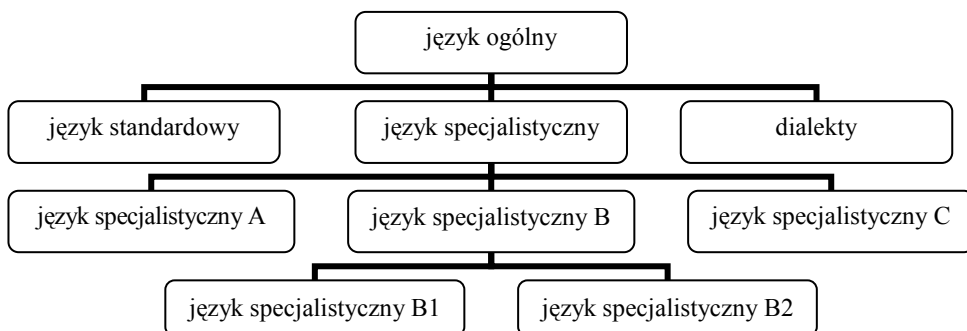 język ogólny
język standardowy
język specjalistyczny
dialekty
język specjalistyczny A
język specjalistyczny B
język specjalistyczny C
język specjalistyczny B1
język specjalistyczny B2